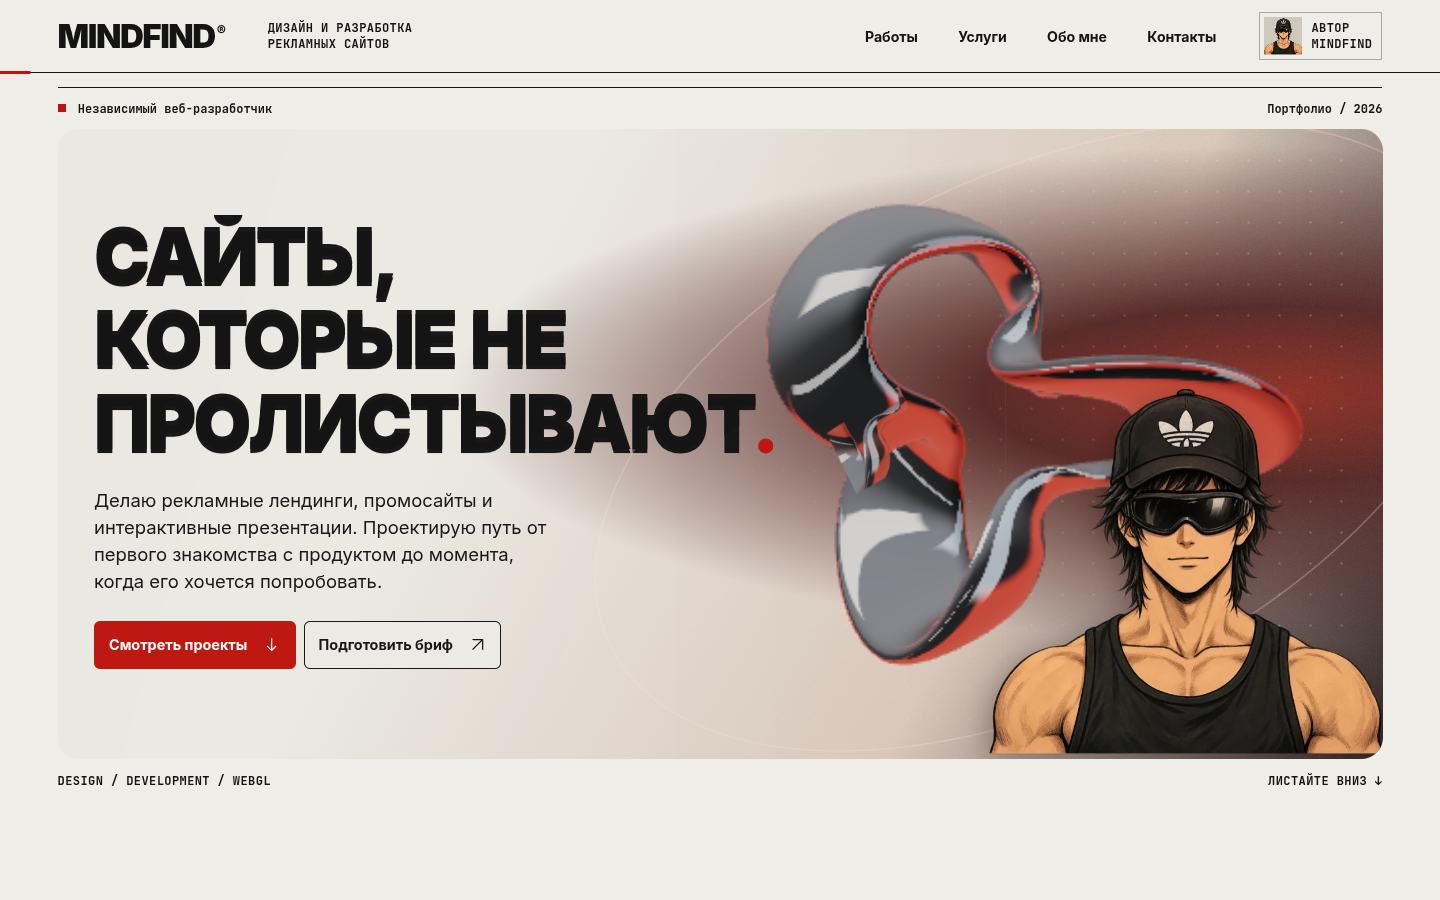 MINDFIND®
ДИЗАЙН И РАЗРАБОТКА
РЕКЛАМНЫХ САЙТОВ
Работы
Услуги
Обо мне
Контакты
АВТОР
MINDFIND
Независимый веб-разработчик
Портфолио / 2026
САЙТЫ,
КОТОРЫЕ НЕ
ПРОЛИСТЫВАЮТ.
Делаю рекламные лендинги, промосайты и
интерактивные презентации. Проектирую путь от
первого знакомства с продуктом до момента,
когда его хочется попробовать.
Смотреть проекты ↓
Подготовить бриф ↗
DESIGN / DEVELOPMENT / WEBGL
ЛИСТАЙТЕ ВНИЗ ↓